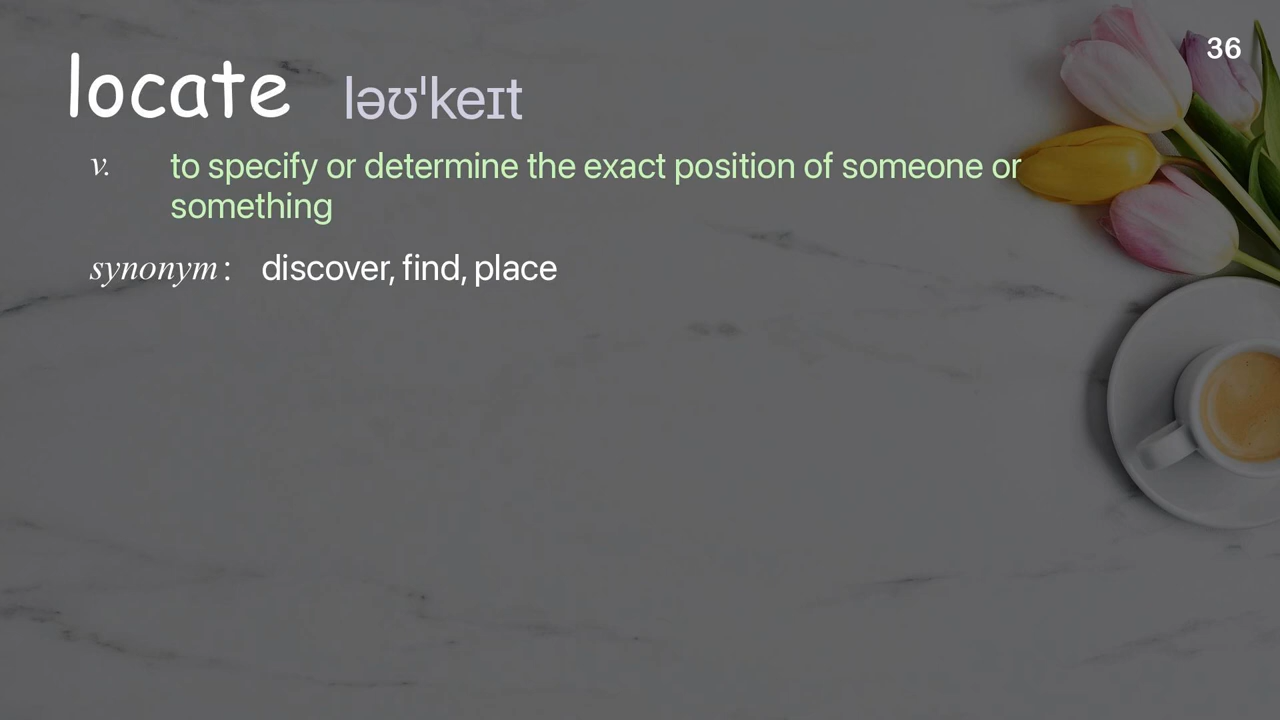 36
locate ləʊˈkeɪt
v. to specify or determine the exact position of someone or
something
synonym: discover, find, place